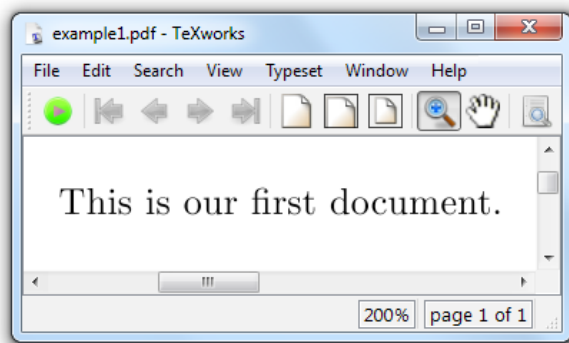 example1.pdf - TeXworks
File Edit Search View Typeset Window Help
This is our first document.
200% page 1 of 1